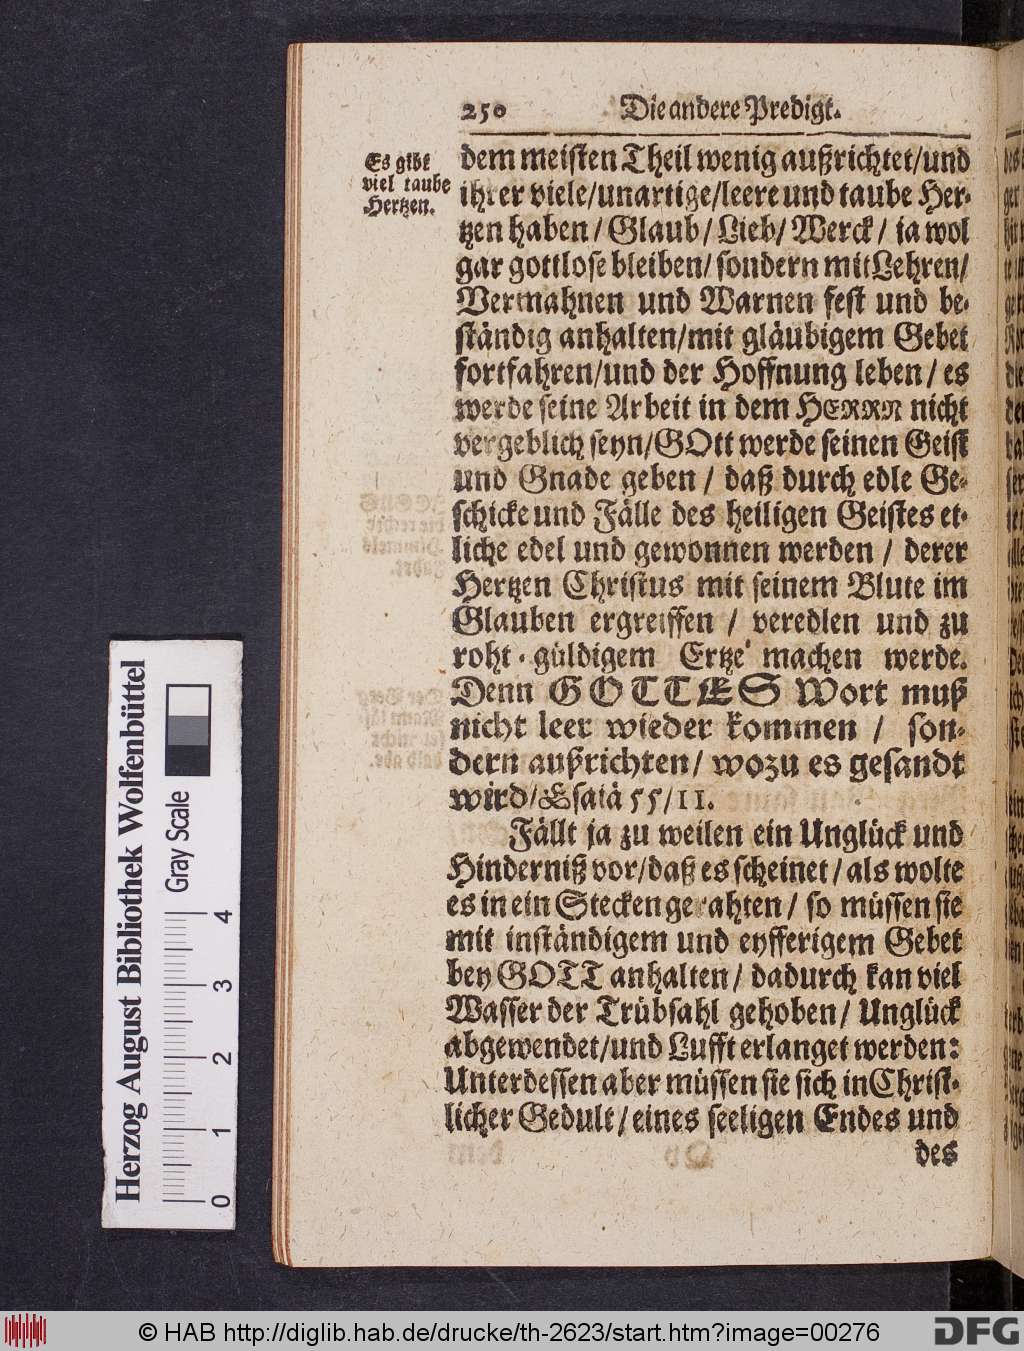 250 Die andere Predigt.
Es gibt
viel taube
Hertzen.
dem meisten Theil wenig außrichtet/und
ihrer viele/unartige/leere und taube Her-
tzen haben/Glaub/Lieb/Werck/ ja wol
gar gottlose bleiben/sondern mit Lehren/
Vermahnen und Warnen fest und be-
ständig anhalten/mit gläubigem Gebet
fortfahren/und der Hoffnung leben/es
werde seine Arbeit in dem HERRN nicht
vergeblich seyn/GOtt werde seinen Geist
und Gnade geben / daß durch edle Ge-
schicke und Fälle des heiligen Geistes et-
liche edel und gewonnen werden / derer
Hertzen Christus mit seinem Blute im
Glauben ergreiffen / veredlen und zu
roht-güldigem Ertze machen werde.
Denn GOTTES Wort muß
nicht leer wieder kommen / son-
dern außrichten/ wozu es gesandt
wird/Esaiä 55/11.
Fällt ja zu weilen ein Unglück und
Hinderniß vor/daß es scheinet/als wolte
es in ein Stecken gerahten/ so müssen sie
mit inständigem und eyfferigem Gebet
bey GOTT anhalten/ dadurch kan viel
Wasser der Trübsahl gehoben/ Unglück
abgewendet/und Lufft erlanget werden:
Unterdessen aber müssen sie sich in Christ-
licher Gedult/eines seeligen Endes und
des
Herzog August Bibliothek Wolfenbüttel
Gray Scale
0 1 2 3 4
© HAB http://diglib.hab.de/drucke/th-2623/start.htm?image=00276
DFG